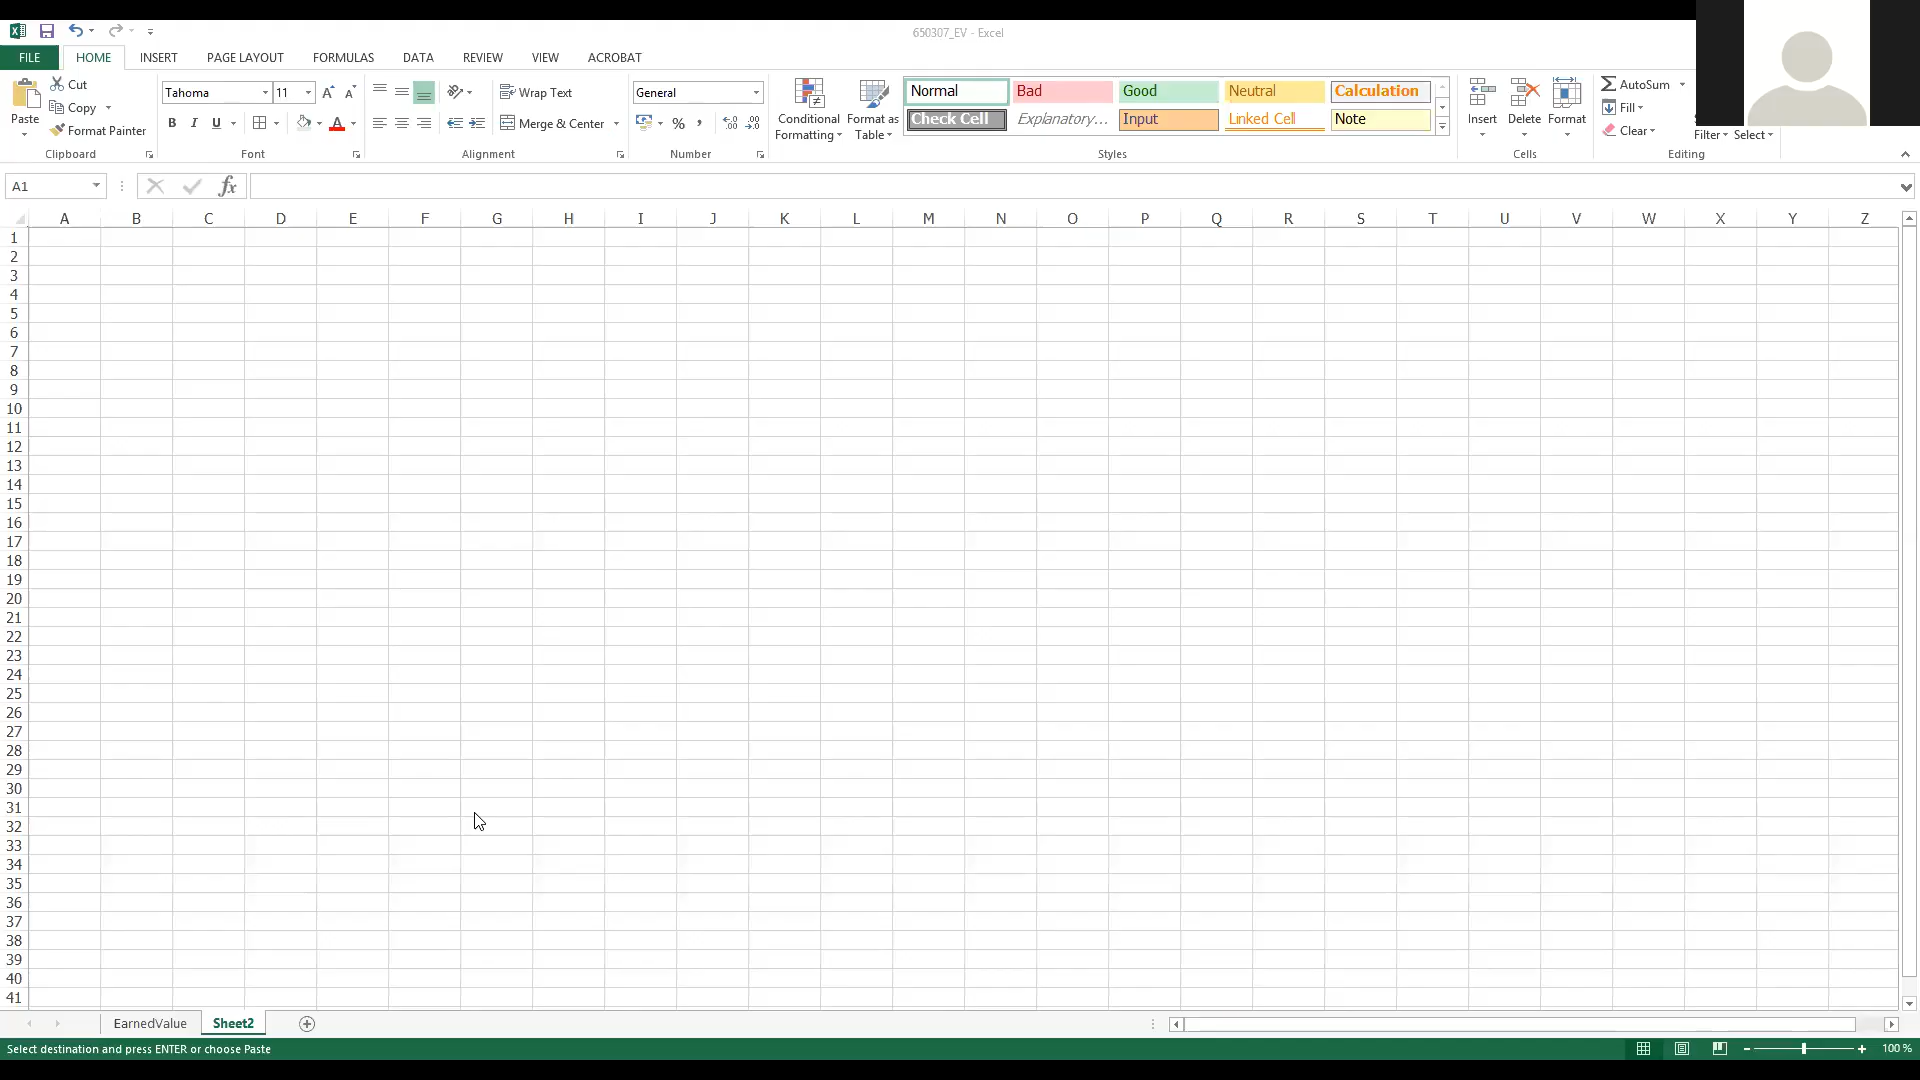 650307_EV - Excel
FILE HOME INSERT PAGE LAYOUT FORMULAS DATA REVIEW VIEW ACROBAT
Paste
Cut
Copy
Format Painter
Clipboard
Tahoma 11
B I U
Font
Wrap Text
Merge & Center
Alignment
General
%
Number
Conditional Formatting
Format as Table
Normal Bad Good Neutral Calculation
Check Cell Explanatory... Input Linked Cell Note
Styles
Insert Delete Format
Cells
AutoSum
Fill
Clear
Filter Select
Editing
A1
fx
A B C D E F G H I J K L M N O P Q R S T U V W X Y Z
1
2
3
4
5
6
7
8
9
10
11
12
13
14
15
16
17
18
19
20
21
22
23
24
25
26
27
28
29
30
31
32
33
34
35
36
37
38
39
40
41
EarnedValue Sheet2
Select destination and press ENTER or choose Paste
100 %